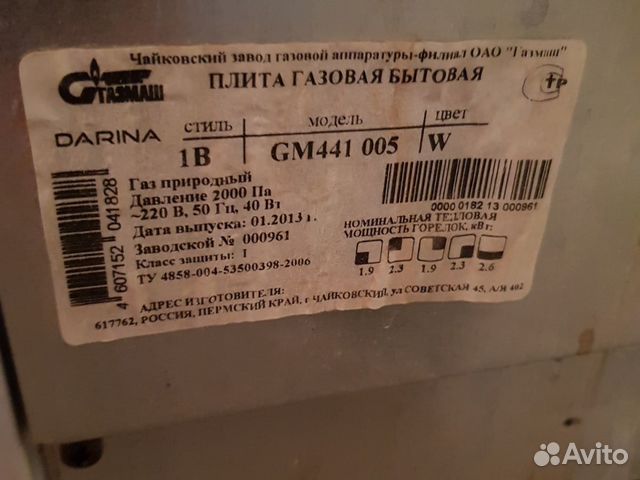 Чайковский завод газовой аппаратуры-филиал ОАО "Газмаш"
ГАЗМАШ
ПЛИТА ГАЗОВАЯ БЫТОВАЯ
тр
DARINA
СТИЛЬ МОДЕЛЬ ЦВЕТ
1B GM441 005 W
Газ природный
Давление 2000 Па
~220 В, 50 Гц, 40 Вт
Дата выпуска: 01.2013 г.
Заводской № 000961
Класс защиты: I
ТУ 4858-004-53500398-2006
4 607152 041828
0000 0182 13 000961
НОМИНАЛЬНАЯ ТЕПЛОВАЯ
МОЩНОСТЬ ГОРЕЛОК, кВт:
1.9 2.3 1.9 2.3 2.6
АДРЕС ИЗГОТОВИТЕЛЯ:
617762, РОССИЯ, ПЕРМСКИЙ КРАЙ, г ЧАЙКОВСКИЙ, ул СОВЕТСКАЯ 45, А/Я 402
Avito